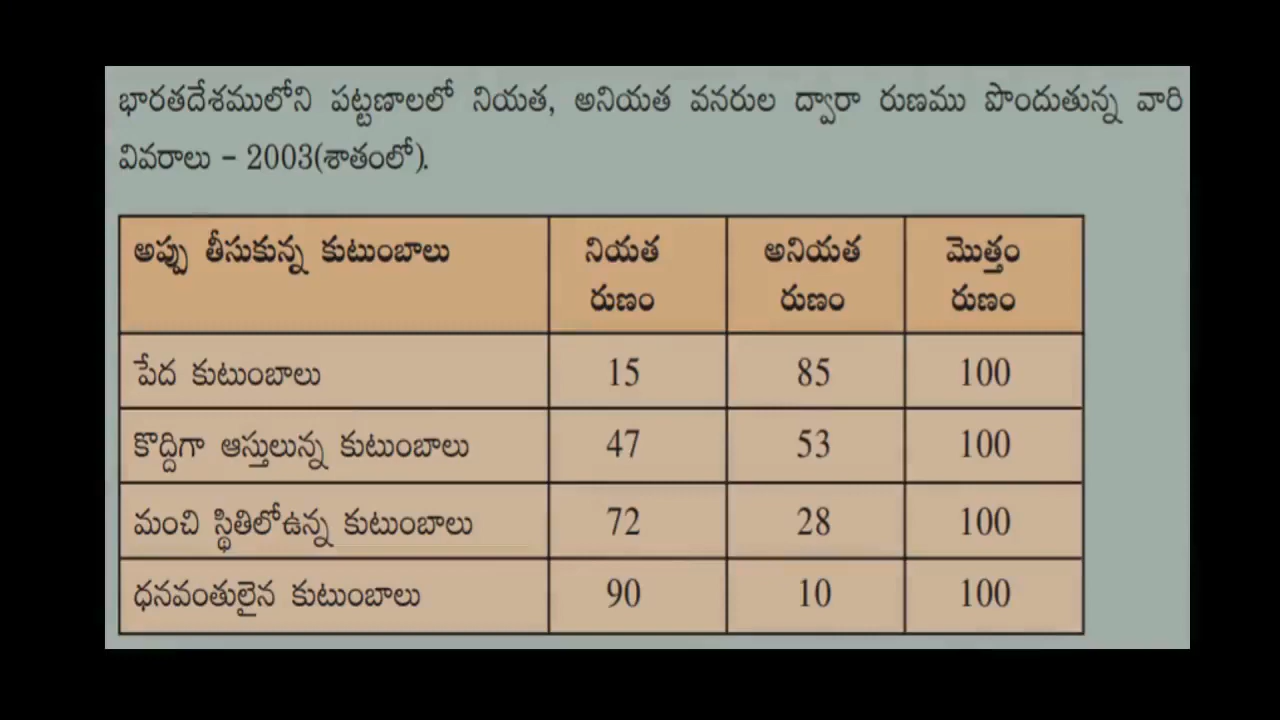 భారతదేశములోని పట్టణాలలో నియత, అనియత వనరుల ద్వారా రుణము పొందుతున్న వారి
వివరాలు – 2003(శాతంలో).
అప్పు తీసుకున్న కుటుంబాలు నియత రుణం అనియత రుణం మొత్తం రుణం
పేద కుటుంబాలు 15 85 100
కొద్దిగా ఆస్తులున్న కుటుంబాలు 47 53 100
మంచి స్థితిలోఉన్న కుటుంబాలు 72 28 100
ధనవంతులైన కుటుంబాలు 90 10 100